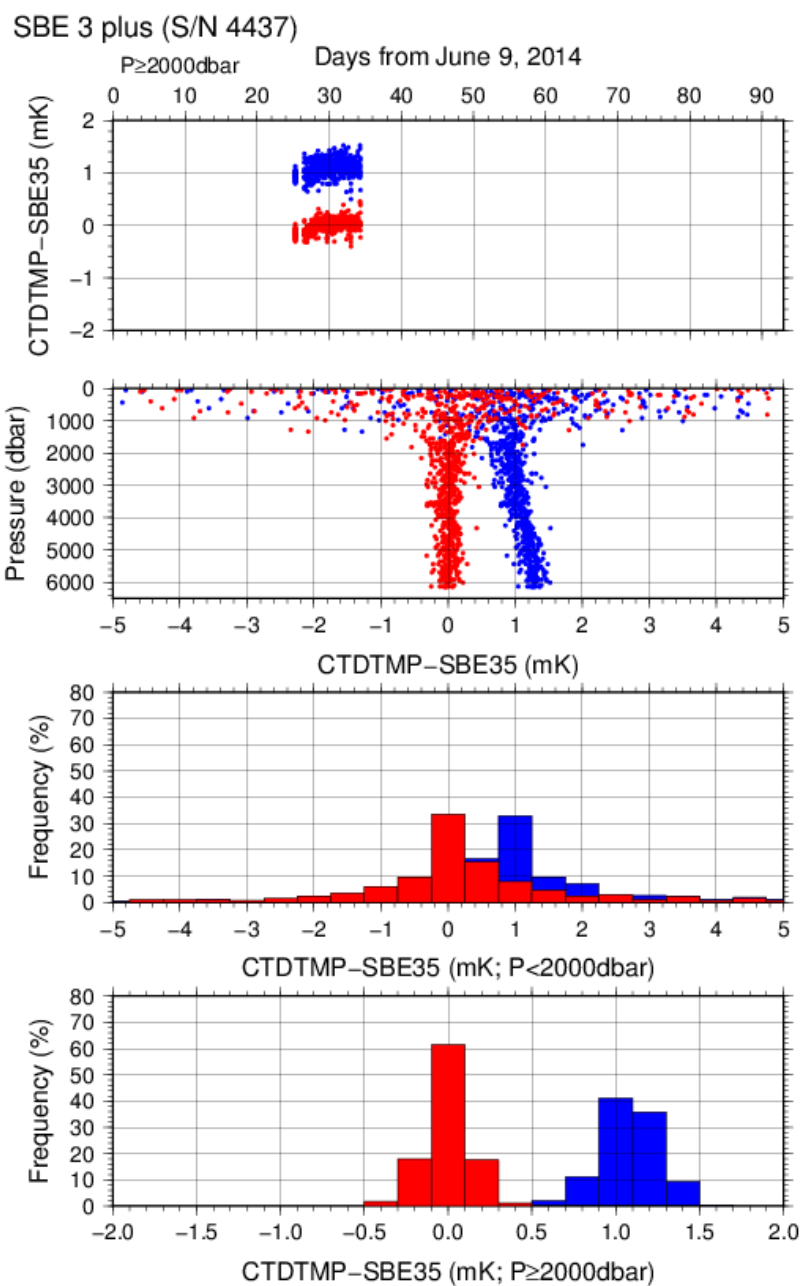 SBE 3 plus (S/N 4437)
P≥2000dbar Days from June 9, 2014
0 10 20 30 40 50 60 70 80 90
CTDTMP−SBE35 (mK)
2
1
0
−1
−2
Pressure (dbar)
0
1000
2000
3000
4000
5000
6000
−5 −4 −3 −2 −1 0 1 2 3 4 5
CTDTMP−SBE35 (mK)
Frequency (%)
80
70
60
50
40
30
20
10
0
−5 −4 −3 −2 −1 0 1 2 3 4 5
CTDTMP−SBE35 (mK; P<2000dbar)
Frequency (%)
80
70
60
50
40
30
20
10
0
−2.0 −1.5 −1.0 −0.5 0.0 0.5 1.0 1.5 2.0
CTDTMP−SBE35 (mK; P≥2000dbar)